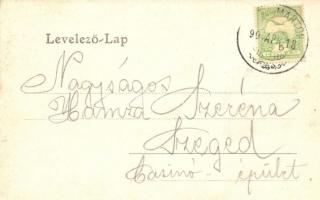 Levelező-Lap
Nagyságos
Hamza Szeréna
Szeged
Casinó-épület.